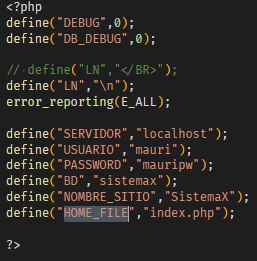 <?php
define("DEBUG",0);
define("DB_DEBUG",0);
// define("LN","</BR>");
define("LN","\n");
error_reporting(E_ALL);
define("SERVIDOR","localhost");
define("USUARIO","mauri");
define("PASSWORD","mauripw");
define("BD","sistemax");
define("NOMBRE_SITIO","SistemaX");
define("HOME_FILE","index.php");
?>